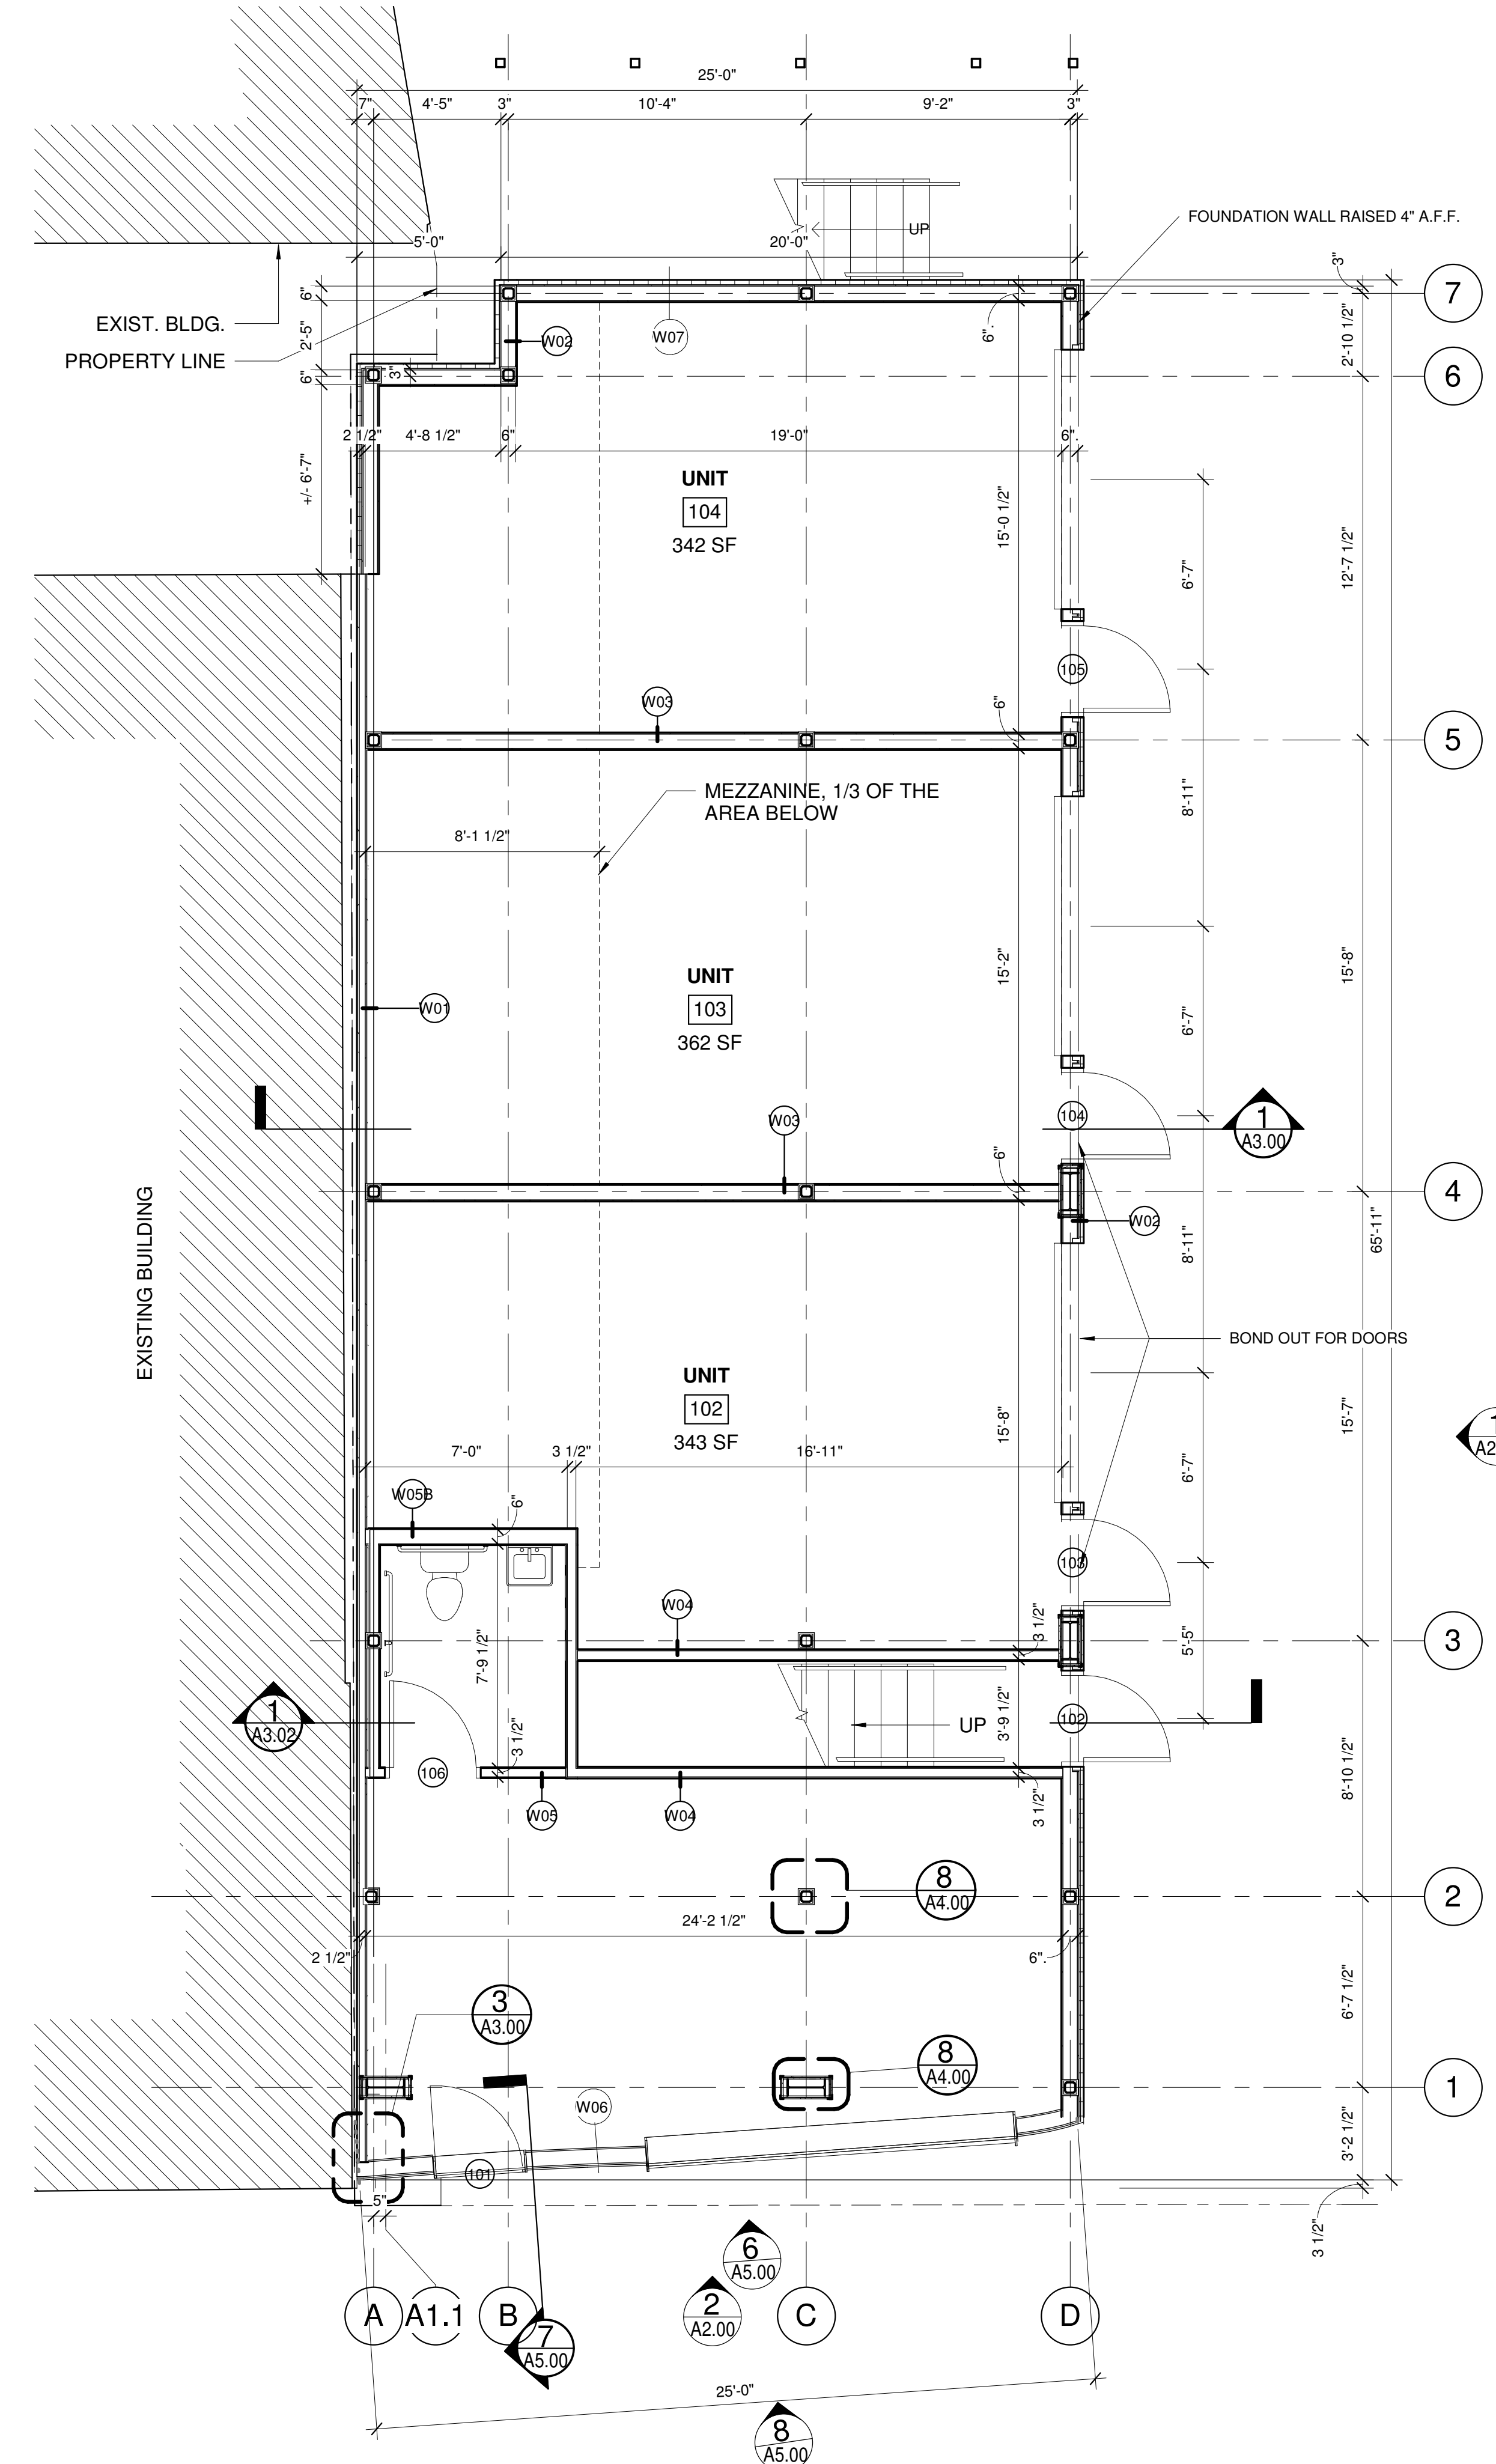 25'-0"
7" 4'-5" 3" 10'-4" 9'-2" 3"
UP
FOUNDATION WALL RAISED 4" A.F.F.
5'-0" 20'-0"
3"
7
6"
EXIST. BLDG.
2'-5"
W02
W07
6".
2'-10 1/2"
PROPERTY LINE
6"
3"
6
2 1/2" 4'-8 1/2" 6" 19'-0" 6".
+/- 6'-7"
UNIT
104
342 SF
15'-0 1/2"
6'-7"
12'-7 1/2"
105
W03
6"
5
MEZZANINE, 1/3 OF THE
AREA BELOW
8'-11"
8'-1 1/2"
UNIT
103
362 SF
15'-2"
15'-8"
W01
6'-7"
W03
104
1
A3.00
6"
4
W02
EXISTING BUILDING
65'-11"
8'-11"
BOND OUT FOR DOORS
UNIT
102
343 SF
15'-8"
15'-7"
7'-0" 3 1/2" 16'-11"
6'-7"
W05B
6"
103
W04
3 1/2"
3
7'-9 1/2"
5'-5"
1
A3.02
3 1/2"
UP
3'-9 1/2"
102
106
W05
W04
3 1/2"
8'-10 1/2"
8
A4.00
2
24'-2 1/2"
2 1/2"
6".
6'-7 1/2"
3
A3.00
8
A4.00
1
W06
3'-2 1/2"
101
5"
3 1/2"
6
A5.00
A
A1.1
B
2
A2.00
C
D
7
A5.00
25'-0"
8
A5.00